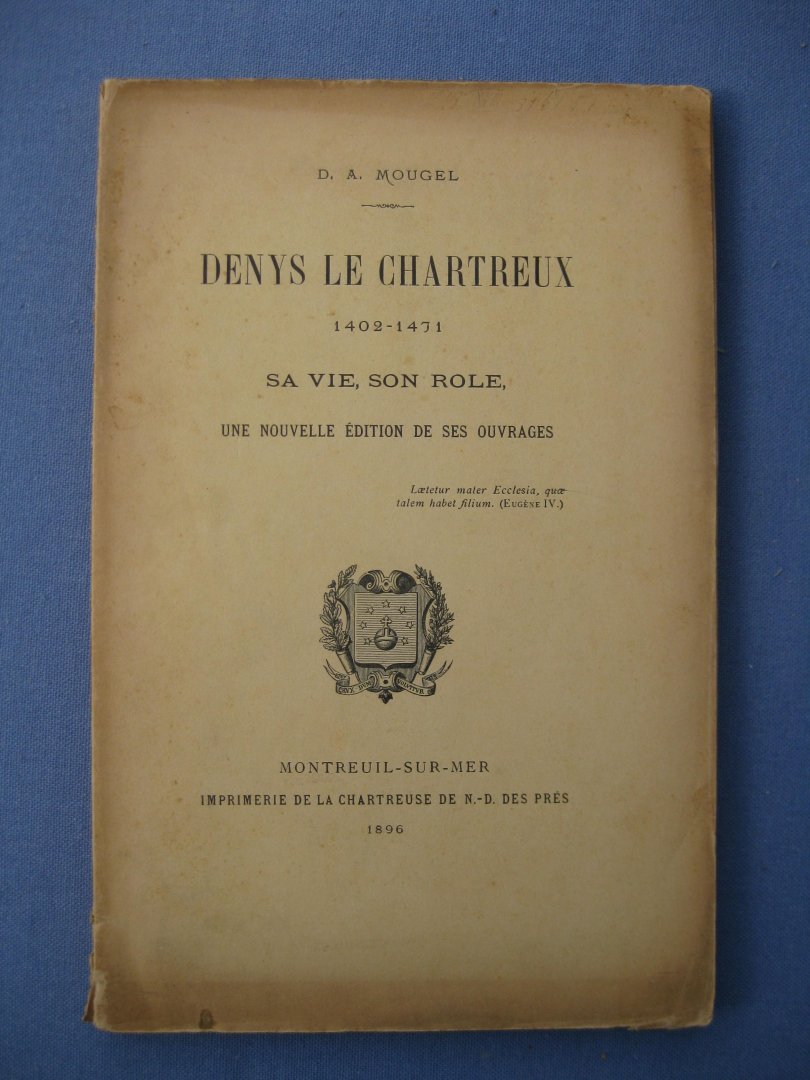 D. A. MOUGEL
DENYS LE CHARTREUX
1402-1471
SA VIE, SON ROLE,
UNE NOUVELLE ÉDITION DE SES OUVRAGES
Lætetur mater Ecclesia, quæ
talem habet filium. (EUGÈNE IV.)
MONTREUIL-SUR-MER
IMPRIMERIE DE LA CHARTREUSE DE N.-D. DES PRÉS
1896